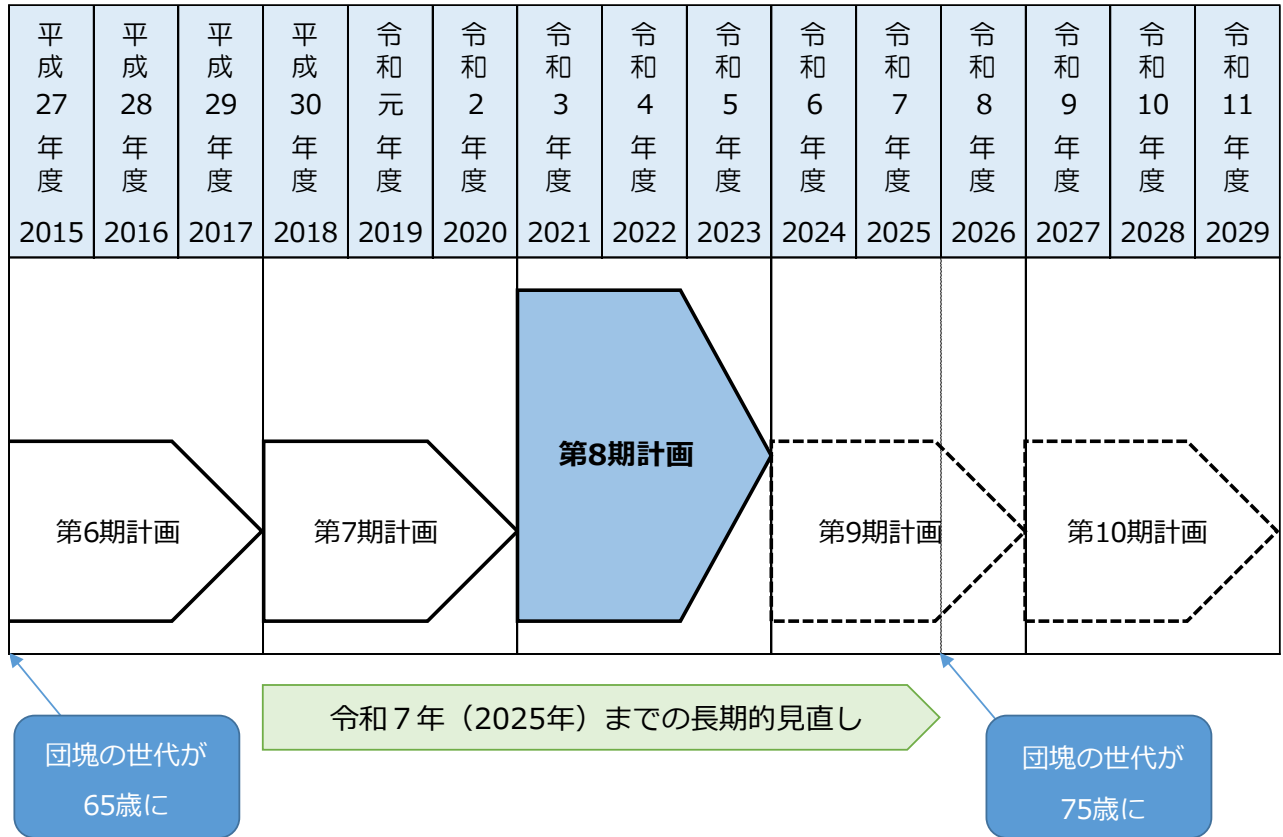 平成27年度
平成28年度
平成29年度
平成30年度
令和元年度
令和2年度
令和3年度
令和4年度
令和5年度
令和6年度
令和7年度
令和8年度
令和9年度
令和10年度
令和11年度
2015 2016 2017 2018 2019 2020 2021 2022 2023 2024 2025 2026 2027 2028 2029
第8期計画
第6期計画 第7期計画 第9期計画 第10期計画
令和７年（2025年）までの長期的見直し
団塊の世代が
65歳に
団塊の世代が
75歳に